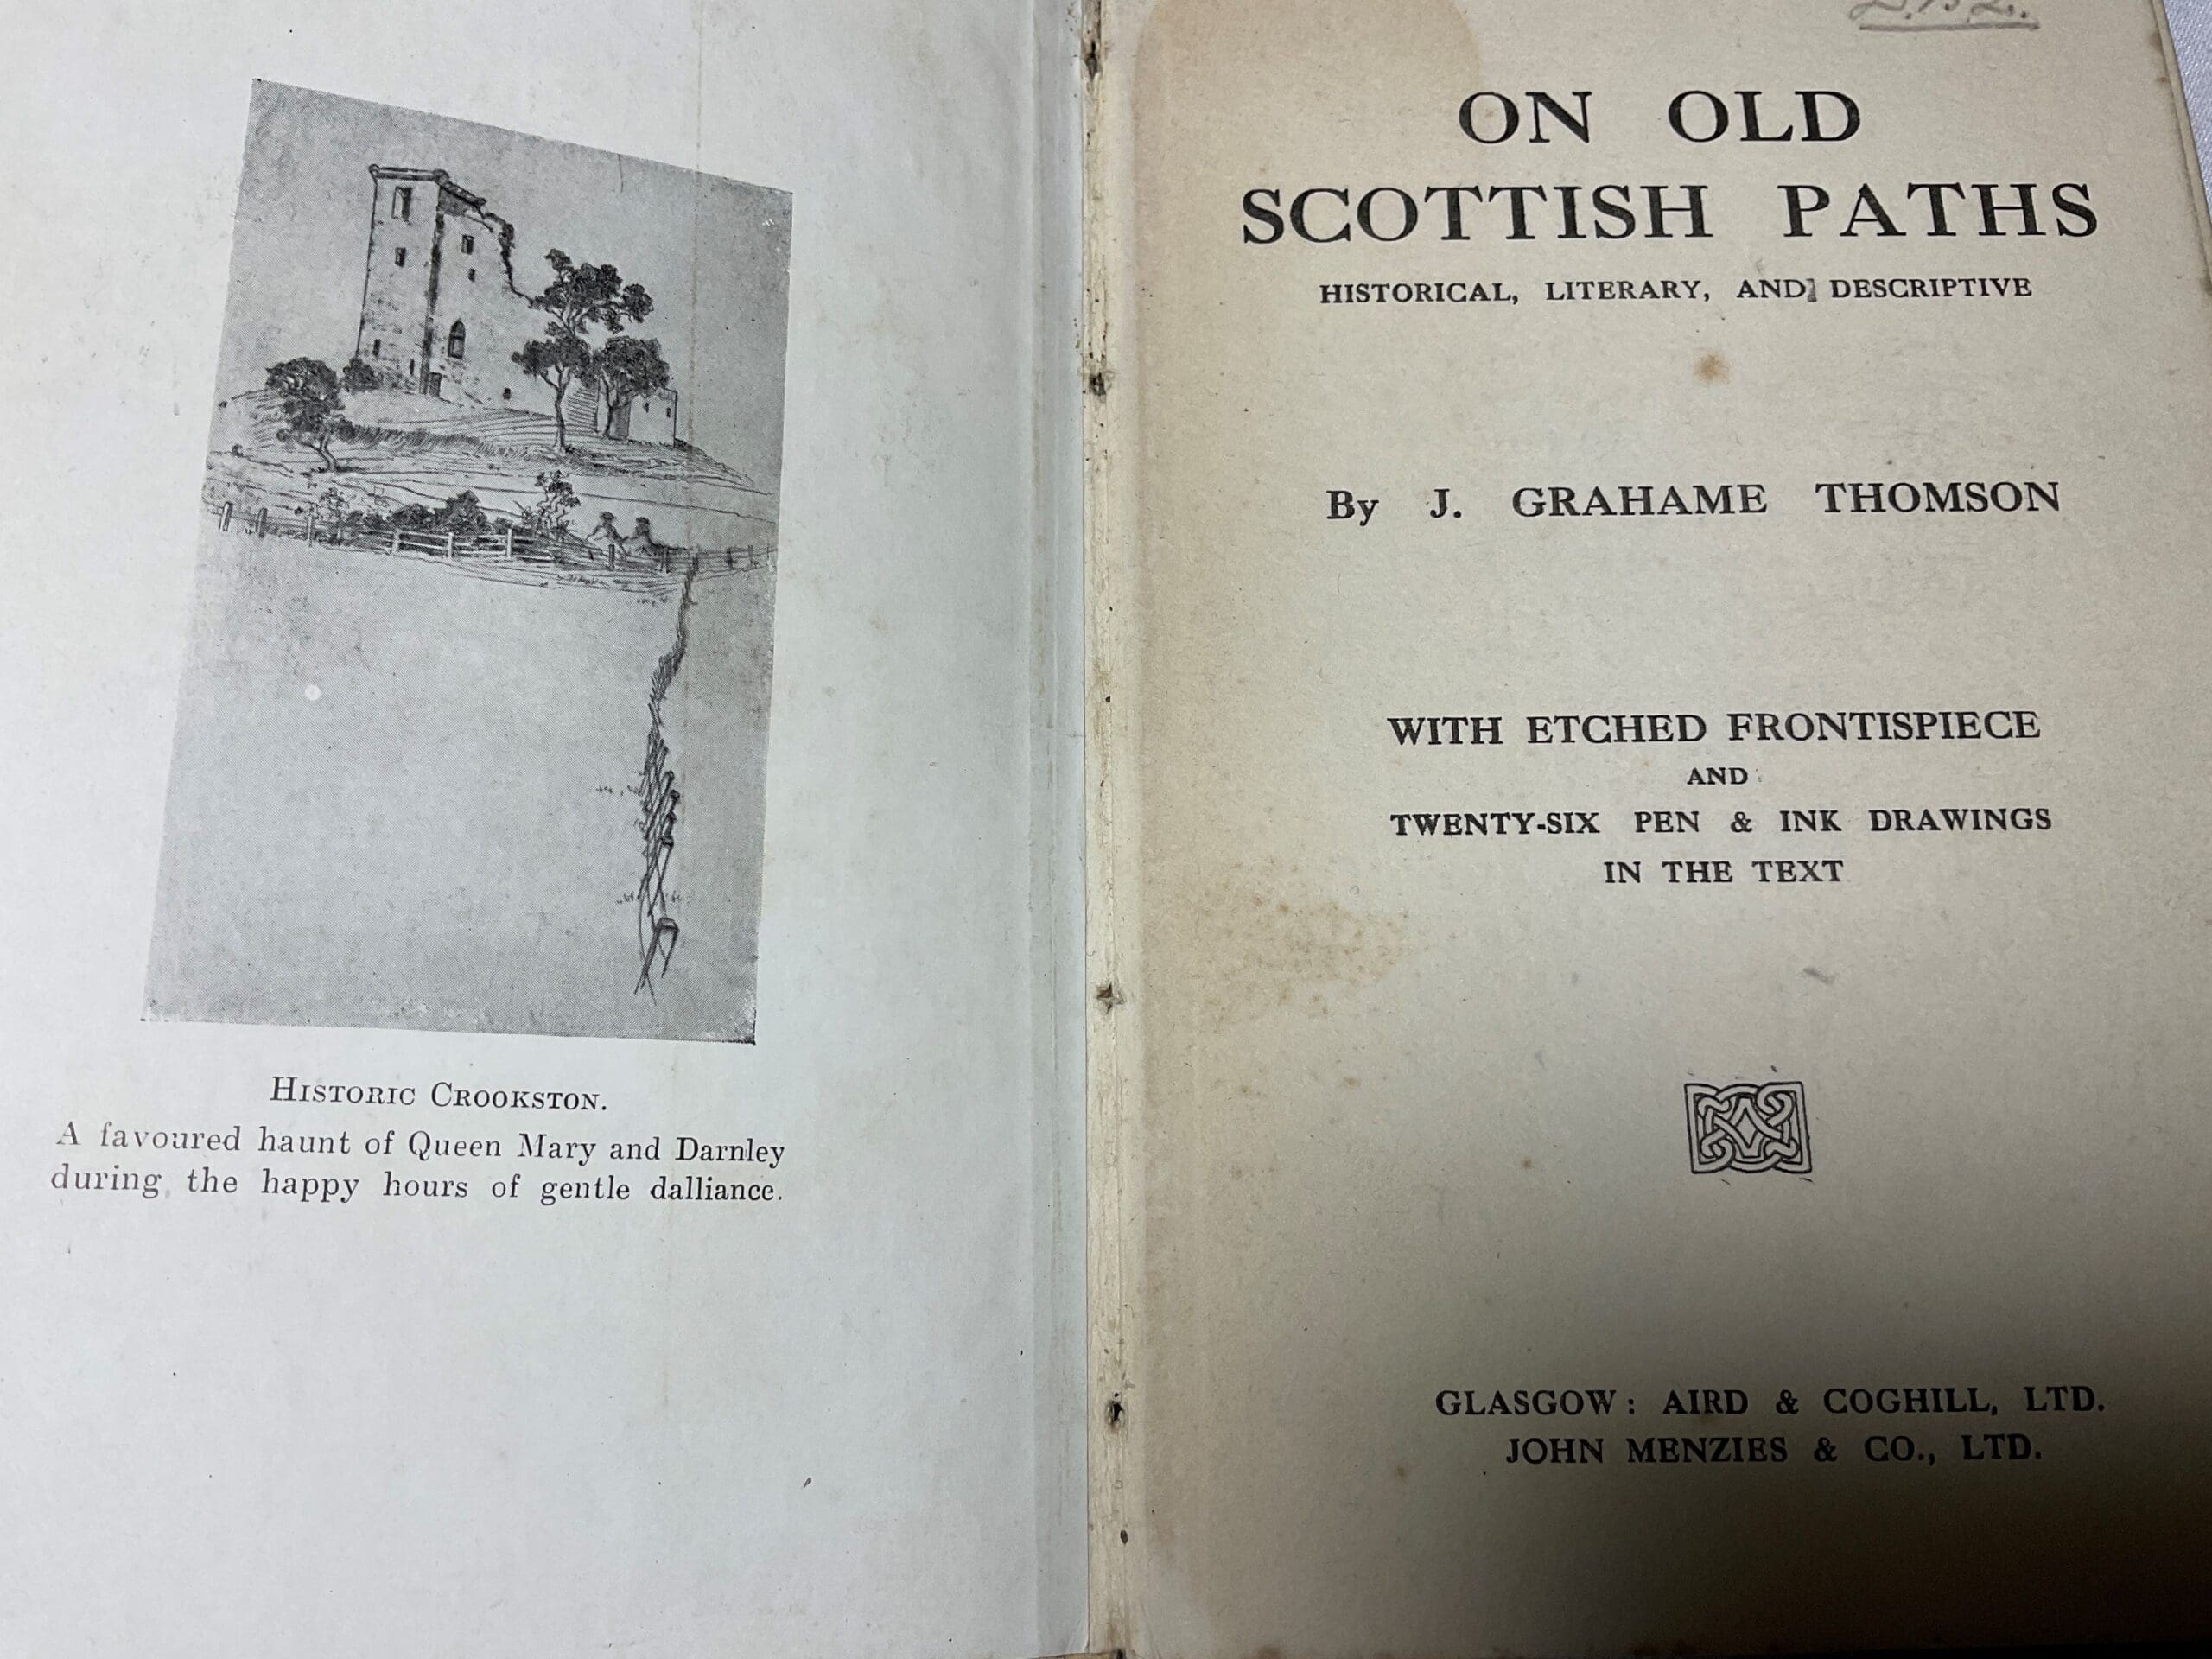 HISTORIC CROOKSTON.
A favoured haunt of Queen Mary and Darnley
during the happy hours of gentle dalliance.
ON OLD
SCOTTISH PATHS
HISTORICAL, LITERARY, AND DESCRIPTIVE
By J. GRAHAME THOMSON
WITH ETCHED FRONTISPIECE
AND
TWENTY-SIX PEN & INK DRAWINGS
IN THE TEXT
GLASGOW: AIRD & COGHILL, LTD.
JOHN MENZIES & CO., LTD.